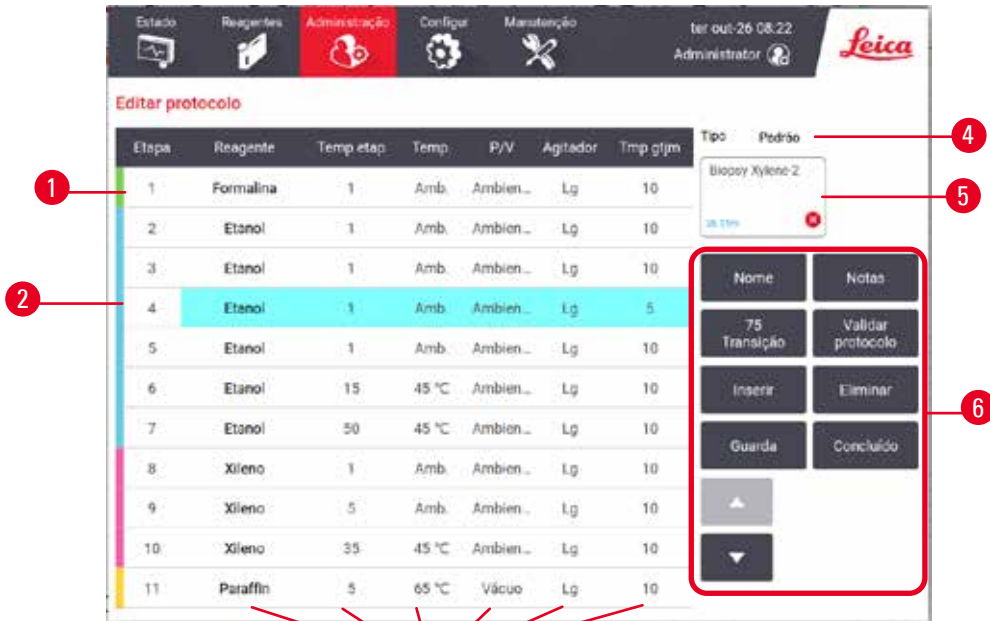 Estado Reagentes Administração Configur Manutenção
ter out-26 08:22
Administrator
Leica
Editar protocolo
Etapa Reagente Temp etap Temp. P/V Agitador Tmp gtjm
1 Formalina 1 Amb. Ambien... Lg 10
2 Etanol 1 Amb. Ambien... Lg 10
3 Etanol 1 Amb. Ambien... Lg 10
4 Etanol 1 Amb. Ambien... Lg 5
5 Etanol 1 Amb. Ambien... Lg 10
6 Etanol 15 45 °C Ambien... Lg 10
7 Etanol 50 45 °C Ambien... Lg 10
8 Xileno 1 Amb. Ambien... Lg 10
9 Xileno 5 Amb. Ambien... Lg 10
10 Xileno 35 45 °C Ambien... Lg 10
11 Paraffin 5 65 °C Vácuo Lg 10
Tipo Padrão
Biopsy Xylene-2
Nome Notas
75
Transição
Validar
protocolo
Inserir Eliminar
Guarda Concluído
1
2
4
5
6